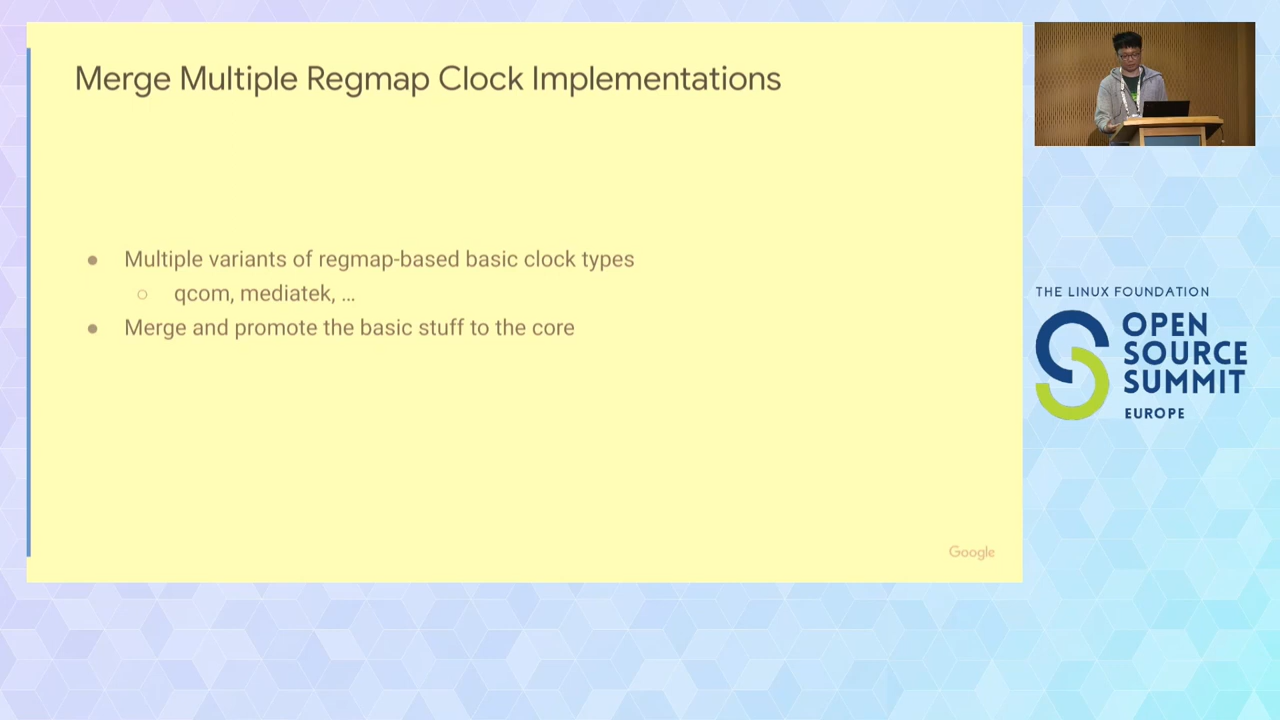 Merge Multiple Regmap Clock Implementations
● Multiple variants of regmap-based basic clock types
○ qcom, mediatek, …
● Merge and promote the basic stuff to the core
Google
THE LINUX FOUNDATION
OPEN
SOURCE
SUMMIT
EUROPE